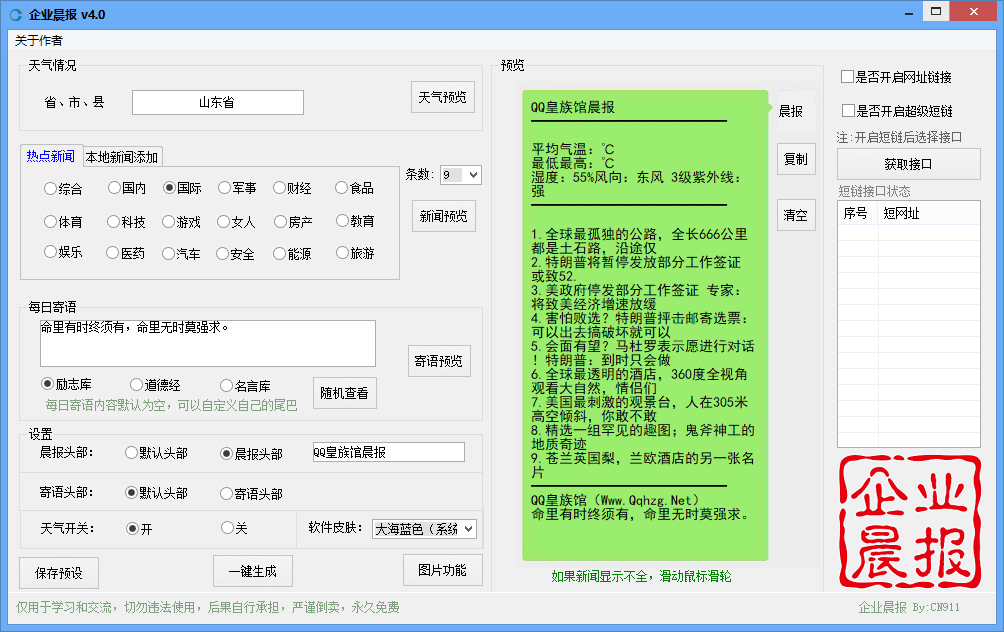 企业晨报 v4.0
关于作者
天气情况
省、市、县
山东省
天气预览
热点新闻
本地新闻添加
综合
国内
国际
军事
财经
食品
体育
科技
游戏
女人
房产
教育
娱乐
医药
汽车
安全
能源
旅游
条数:
9
新闻预览
每日寄语
命里有时终须有，命里无时莫强求。
励志库
道德经
名言库
随机查看
寄语预览
每日寄语内容默认为空，可以自定义自己的尾巴
设置
晨报头部:
默认头部
晨报头部
QQ皇族馆晨报
寄语头部:
默认头部
寄语头部
天气开关:
开
关
软件皮肤:
大海蓝色（系统
保存预设
一键生成
图片功能
预览
QQ皇族馆晨报
平均气温: ℃
最低最高: ℃
湿度: 55%风向: 东风 3级紫外线:
强
1.全球最孤独的公路，全长666公里
都是土石路，沿途仅
2.特朗普将暂停发放部分工作签证
或致52.
3.美政府停发部分工作签证 专家:
将致美经济增速放缓
4.害怕败选？特朗普抨击邮寄选票:
可以出去搞破坏就可以
5.会面有望？马杜罗表示愿进行对话
！特朗普: 到时只会做
6.全球最透明的酒店，360度全视角
观看大自然，情侣们
7.美国最刺激的观景台，人在305米
高空倾斜，你敢不敢
8.精选一组罕见的趣图；鬼斧神工的
地质奇迹
9.苍兰英国梨，兰欧酒店的另一张名
片
QQ皇族馆（Www.Qqhzg.Net）
命里有时终须有，命里无时莫强求。
晨报
复制
清空
如果新闻显示不全，滑动鼠标滑轮
是否开启网址链接
是否开启超级短链
注:开启短链后选择接口
获取接口
短链接口状态
序号
短网址
企业
晨报
仅用于学习和交流，切勿违法使用，后果自行承担，严谨倒卖，永久免费
企业晨报 By:CN911